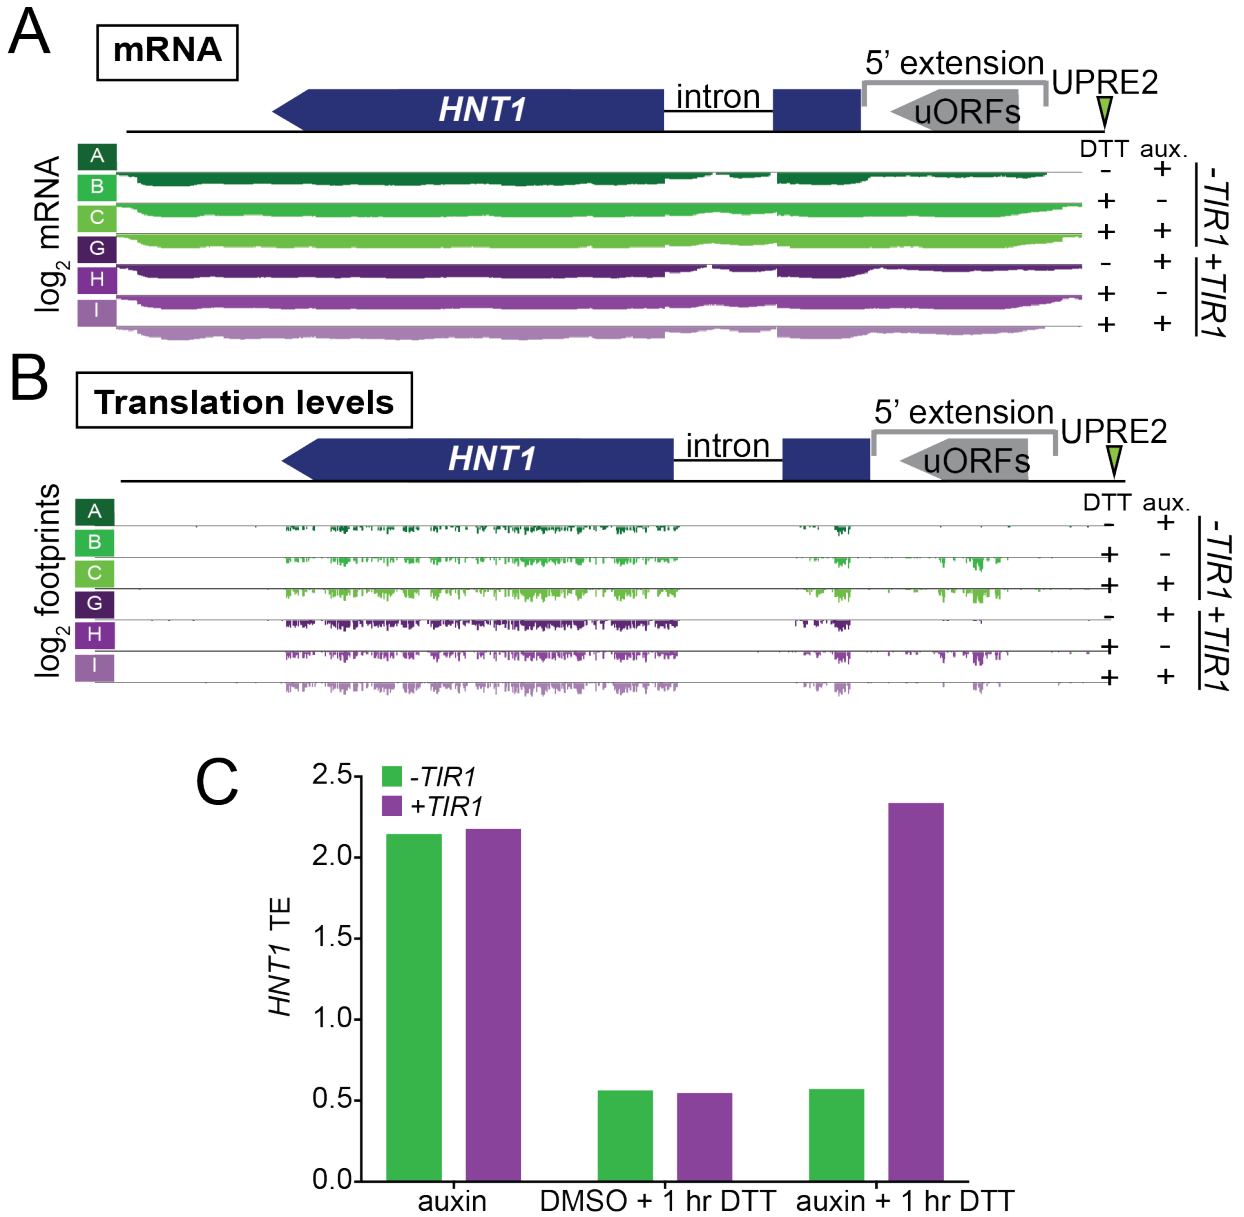 A
mRNA
5’ extension
UPRE2
HNT1
intron
uORFs
DTT aux.
log2 mRNA
A
- +
B
+ -
C
+ +
G
- +
H
+ -
I
+ +
-TIR1
+TIR1
B
Translation levels
5’ extension
UPRE2
HNT1
intron
uORFs
DTT aux.
log2 footprints
A
- +
B
+ -
C
+ +
G
- +
H
+ -
I
+ +
-TIR1
+TIR1
C
-TIR1
+TIR1
HNT1 TE
2.5
2.0
1.5
1.0
0.5
0.0
auxin
DMSO + 1 hr DTT
auxin + 1 hr DTT